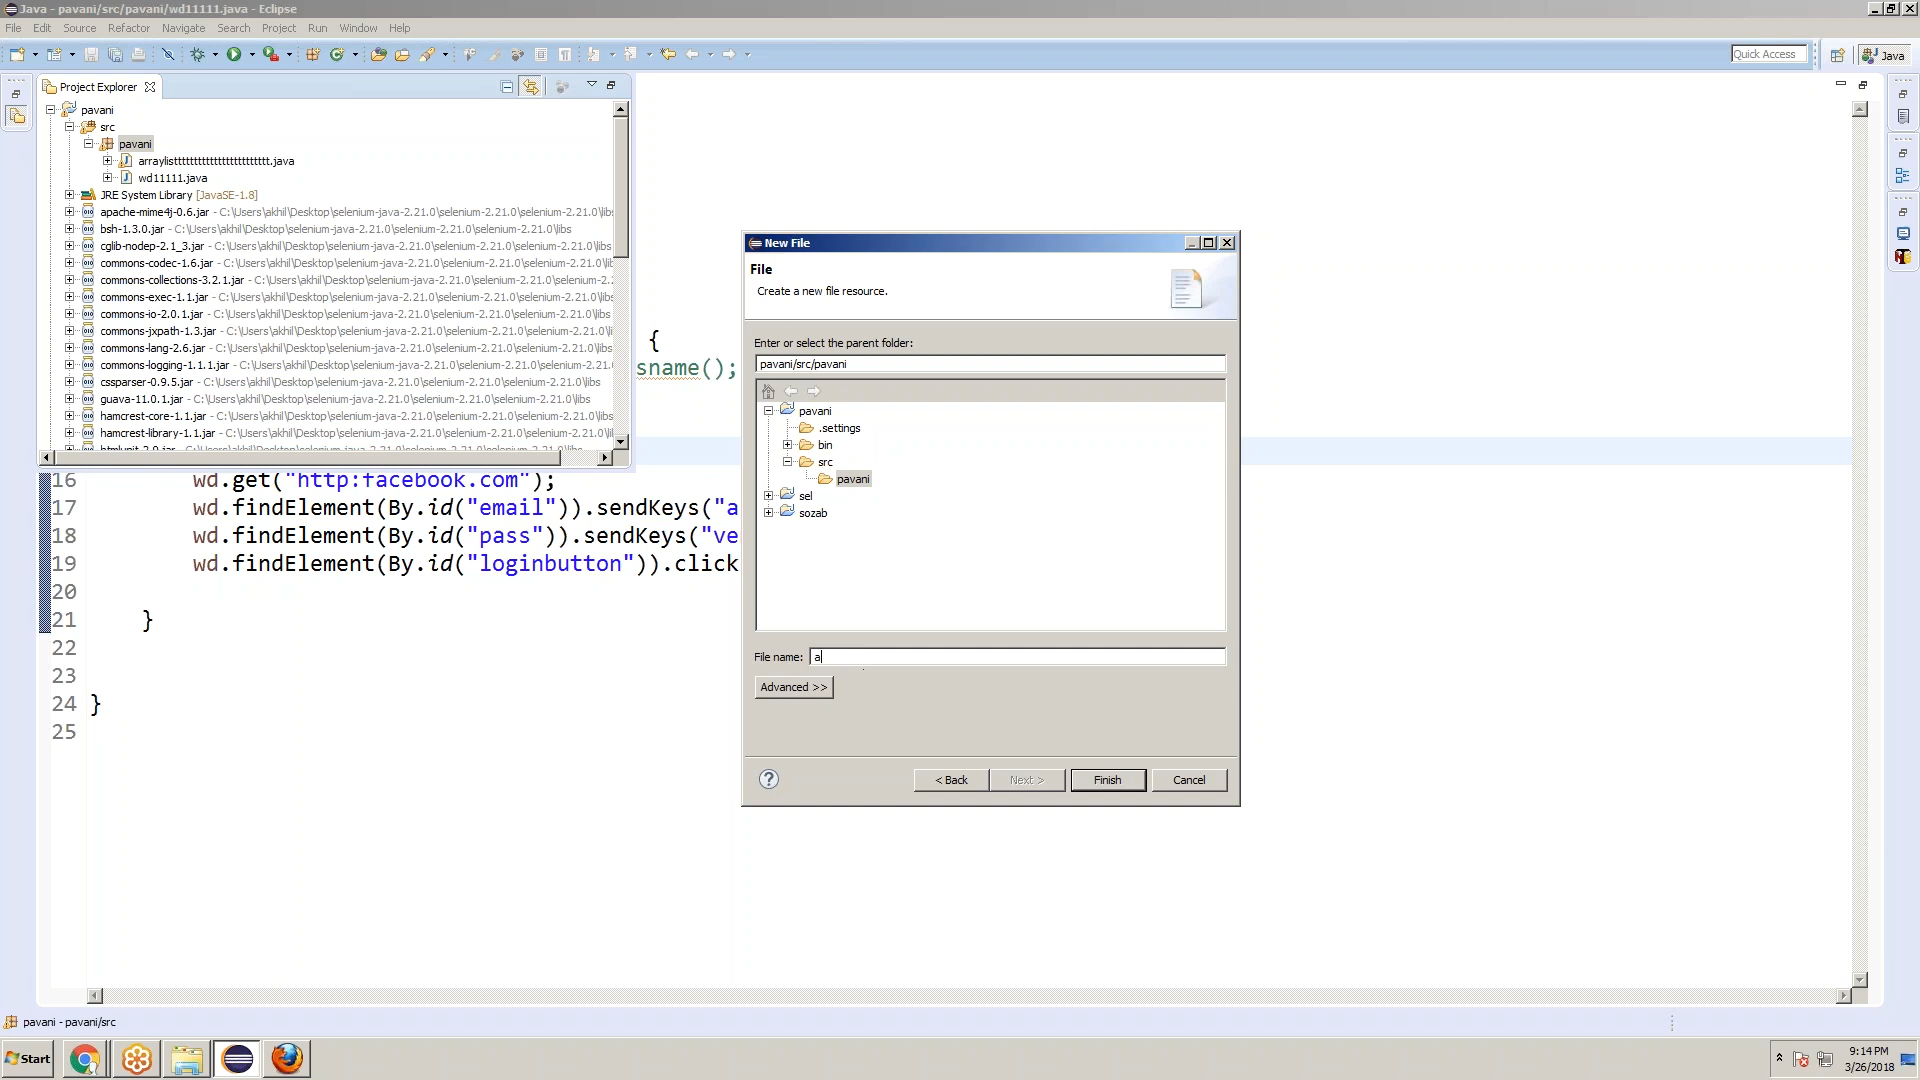 Java - pavani/src/pavani/wd11111.java - Eclipse
File Edit Source Refactor Navigate Search Project Run Window Help
Quick Access
Java
Project Explorer
pavani
src
pavani
wd11111.java
JRE System Library [JavaSE-1.8]
apache-mime4j-0.6.jar - C:\Users\akhil\Desktop\selenium-java-2.21.0\selenium-2.21.0\selenium-2.21.0\libs
bsh-1.3.0.jar - C:\Users\akhil\Desktop\selenium-java-2.21.0\selenium-2.21.0\selenium-2.21.0\libs
cglib-nodep-2.1_3.jar - C:\Users\akhil\Desktop\selenium-java-2.21.0\selenium-2.21.0\selenium-2.21.0\libs
commons-codec-1.6.jar - C:\Users\akhil\Desktop\selenium-java-2.21.0\selenium-2.21.0\selenium-2.21.0\libs
commons-collections-3.2.1.jar - C:\Users\akhil\Desktop\selenium-java-2.21.0\selenium-2.21.0\selenium-2.
commons-exec-1.1.jar - C:\Users\akhil\Desktop\selenium-java-2.21.0\selenium-2.21.0\selenium-2.21.0\libs
commons-io-2.0.1.jar - C:\Users\akhil\Desktop\selenium-java-2.21.0\selenium-2.21.0\selenium-2.21.0\libs
commons-jxpath-1.3.jar - C:\Users\akhil\Desktop\selenium-java-2.21.0\selenium-2.21.0\selenium-2.21.0\li
commons-lang-2.6.jar - C:\Users\akhil\Desktop\selenium-java-2.21.0\selenium-2.21.0\selenium-2.21.0\libs
commons-logging-1.1.1.jar - C:\Users\akhil\Desktop\selenium-java-2.21.0\selenium-2.21.0\selenium-2.21.0
cssparser-0.9.5.jar - C:\Users\akhil\Desktop\selenium-java-2.21.0\selenium-2.21.0\selenium-2.21.0\libs
guava-11.0.1.jar - C:\Users\akhil\Desktop\selenium-java-2.21.0\selenium-2.21.0\selenium-2.21.0\libs
hamcrest-core-1.1.jar - C:\Users\akhil\Desktop\selenium-java-2.21.0\selenium-2.21.0\selenium-2.21.0\libs
hamcrest-library-1.1.jar - C:\Users\akhil\Desktop\selenium-java-2.21.0\selenium-2.21.0\selenium-2.21.0\
{
sname();
16 wd.get("http:facebook.com");
17 wd.findElement(By.id("email")).sendKeys("a
18 wd.findElement(By.id("pass")).sendKeys("ve
19 wd.findElement(By.id("loginbutton")).click
20
21 }
22
23
24 }
25
New File
File
Create a new file resource.
Enter or select the parent folder:
pavani/src/pavani
pavani
.settings
bin
src
pavani
sel
sozab
File name: a
Advanced >>
? < Back Next > Finish Cancel
pavani - pavani/src
Start
9:14 PM
3/26/2018